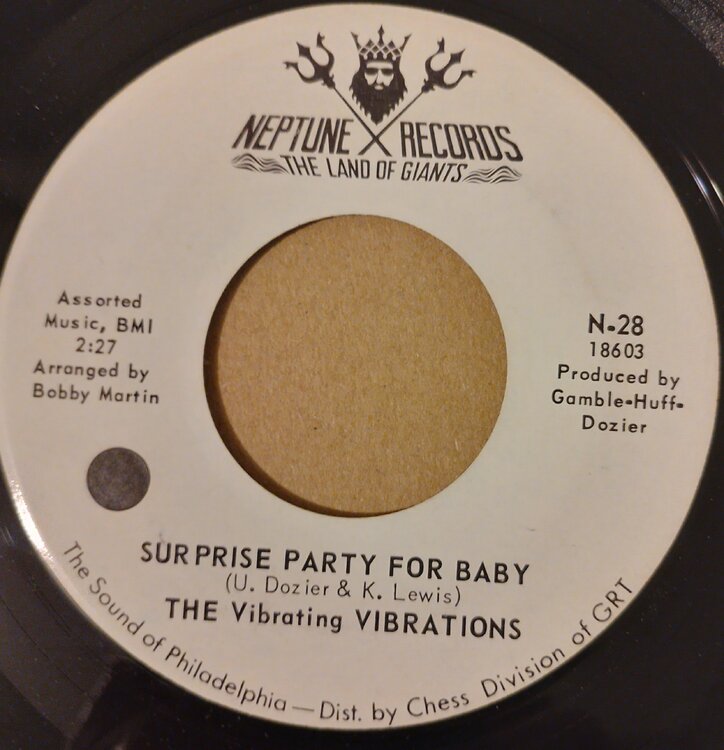 NEPTUNE RECORDS
THE LAND OF GIANTS
Assorted
Music, BMI
2:27
Arranged by
Bobby Martin
N-28
18603
Produced by
Gamble-Huff-
Dozier
SURPRISE PARTY FOR BABY
(U. Dozier & K. Lewis)
THE Vibrating VIBRATIONS
The Sound of Philadelphia — Dist. by Chess Division of GRT